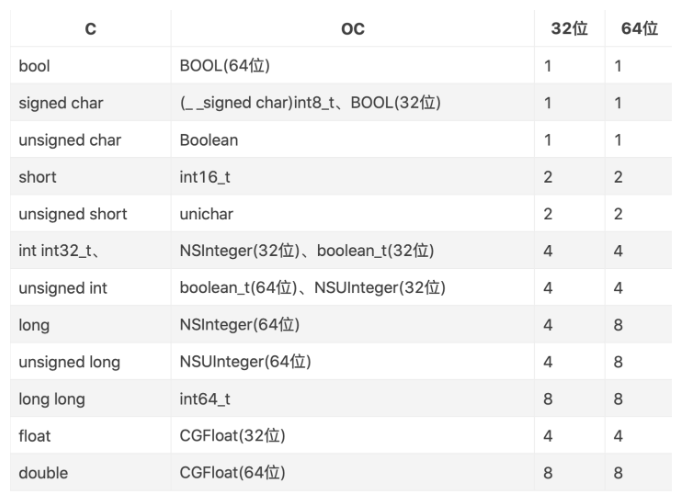 C OC 32位 64位
bool BOOL(64位) 1 1
signed char (_ _signed char)int8_t、BOOL(32位) 1 1
unsigned char Boolean 1 1
short int16_t 2 2
unsigned short unichar 2 2
int int32_t、 NSInteger(32位)、boolean_t(32位) 4 4
unsigned int boolean_t(64位)、NSUInteger(32位) 4 4
long NSInteger(64位) 4 8
unsigned long NSUInteger(64位) 4 8
long long int64_t 8 8
float CGFloat(32位) 4 4
double CGFloat(64位) 8 8